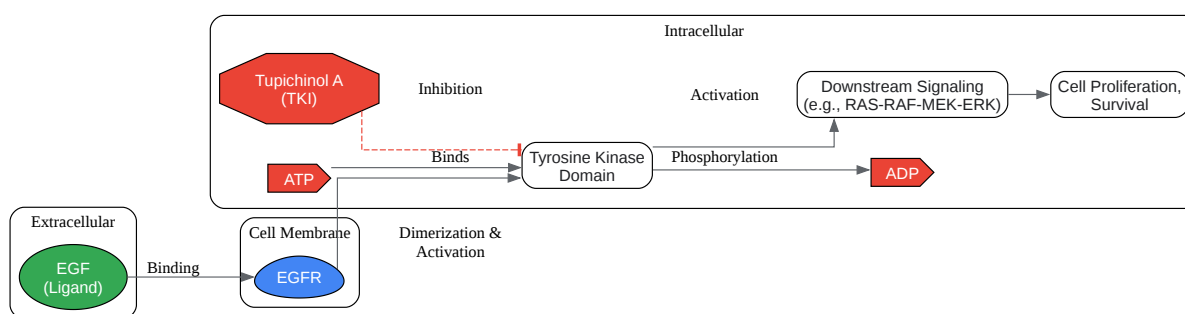 Intracellular
Tupichinol A
(TKI)
Inhibition
Activation
Downstream Signaling
(e.g., RAS-RAF-MEK-ERK)
Cell Proliferation,
Survival
Binds
Tyrosine Kinase
Domain
Phosphorylation
ATP
ADP
Extracellular
EGF
(Ligand)
Binding
Cell Membrane
EGFR
Dimerization &
Activation